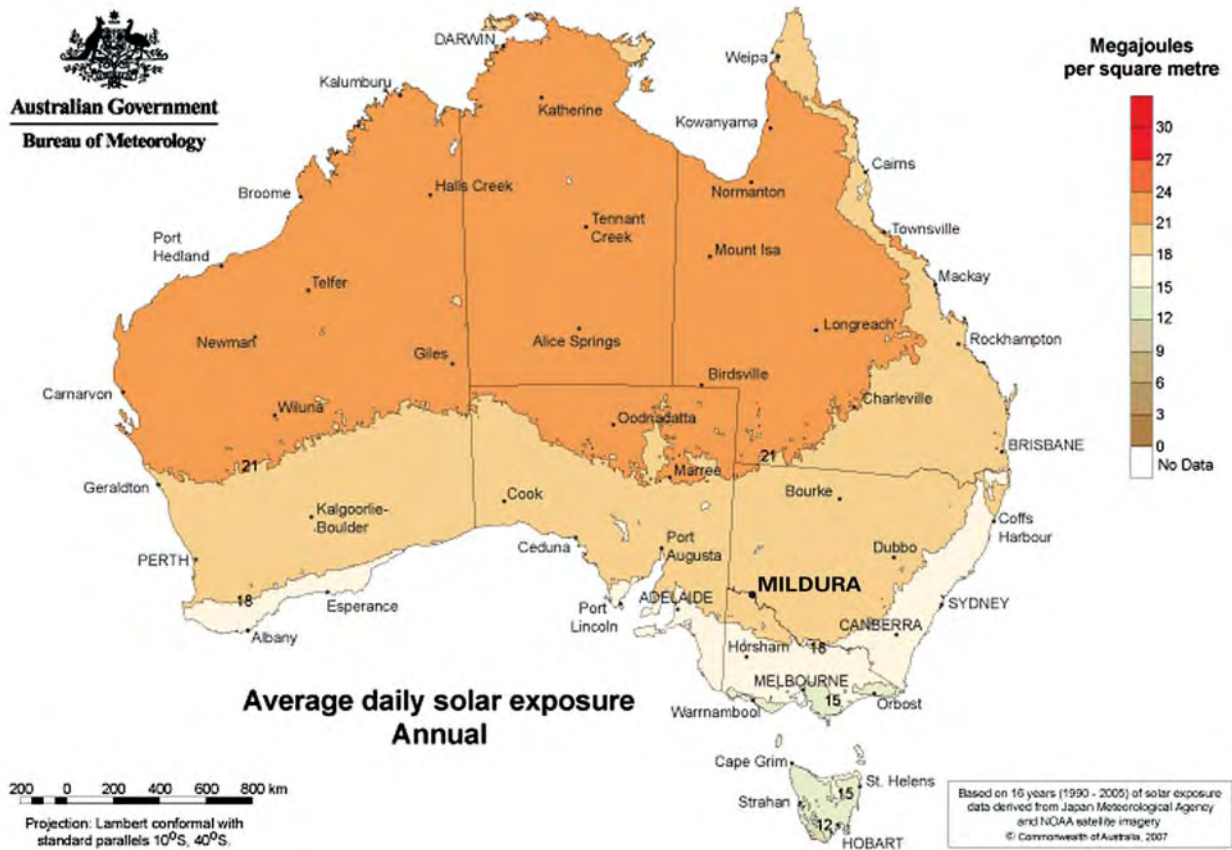 Australian Government
Bureau of Meteorology
Megajoules
per square metre
30
27
24
21
18
15
12
9
6
3
0
No Data
DARWIN
Weipa
Kalumburu
Katherine
Kowanyama
Cairns
Broome
Halls Creek
Normanton
Tennant
Creek
Townsville
Port
Hedland
Mount Isa
Mackay
Telfer
Newman
Alice Springs
Longreach
Rockhampton
Giles
Birdsville
Carnarvon
Wiluna
Oodnadatta
Charleville
21
21
BRISBANE
Marree
Geraldton
Cook
Bourke
Kalgoorlie-
Boulder
Coffs
Harbour
Ceduna
Port
Augusta
Dubbo
PERTH
MILDURA
18
Esperance
ADELAIDE
SYDNEY
Port
Lincoln
Albany
CANBERRA
Horsham
18
MELBOURNE
Average daily solar exposure
Annual
15
Warrnambool
Orbost
Cape Grim
St. Helens
15
Strahan
12
HOBART
200 0 200 400 600 800 km
Projection: Lambert conformal with
standard parallels 10ºS, 40ºS.
Based on 16 years (1990 - 2005) of solar exposure
data derived from Japan Meteorological Agency
and NOAA satellite imagery
© Commonwealth of Australia, 2007